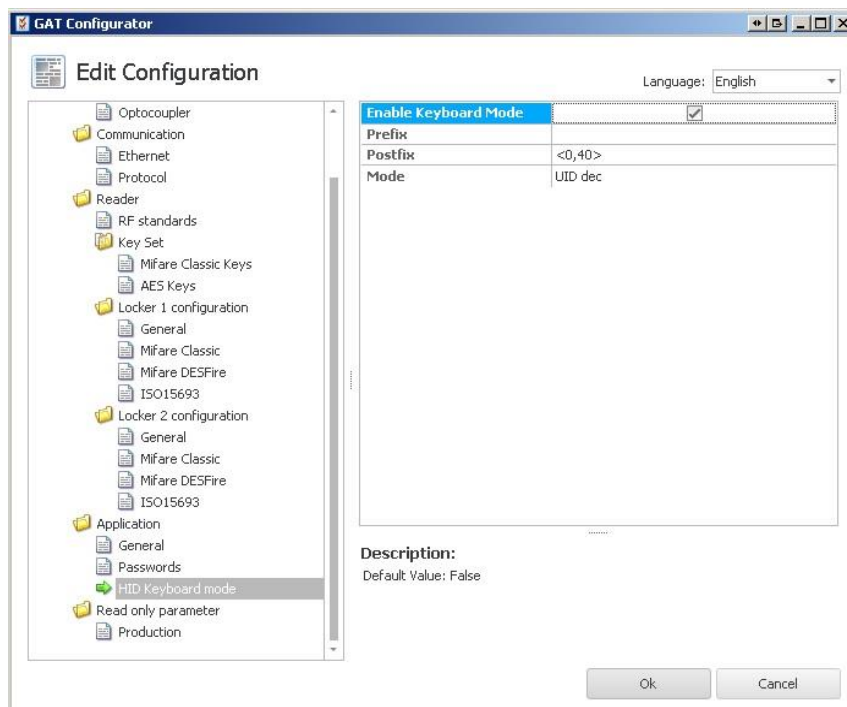 GAT Configurator
Edit Configuration
Language: English
Optocoupler
Communication
Ethernet
Protocol
Reader
RF standards
Key Set
Mifare Classic Keys
AES Keys
Locker 1 configuration
General
Mifare Classic
Mifare DESFire
ISO15693
Locker 2 configuration
General
Mifare Classic
Mifare DESFire
ISO15693
Application
General
Passwords
HID Keyboard mode
Read only parameter
Production
Enable Keyboard Mode
Prefix
Postfix <0,40>
Mode UID dec
Description:
Default Value: False
Ok Cancel